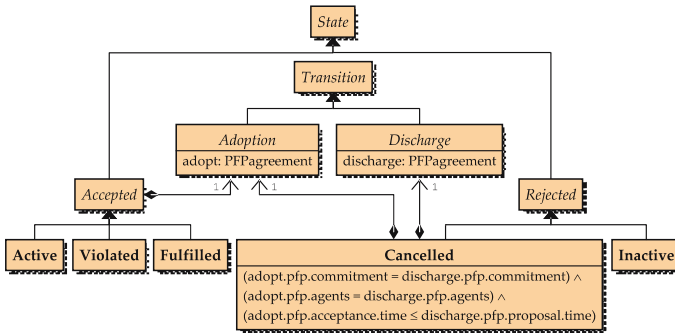 State
Transition
Adoption
adopt: PFPagreement
Discharge
discharge: PFPagreement
Accepted
1
1
1
Rejected
Active
Violated
Fulfilled
Cancelled
(adopt.pfp.commitment = discharge.pfp.commitment) ∧
(adopt.pfp.agents = discharge.pfp.agents) ∧
(adopt.pfp.acceptance.time ≤ discharge.pfp.proposal.time)
Inactive